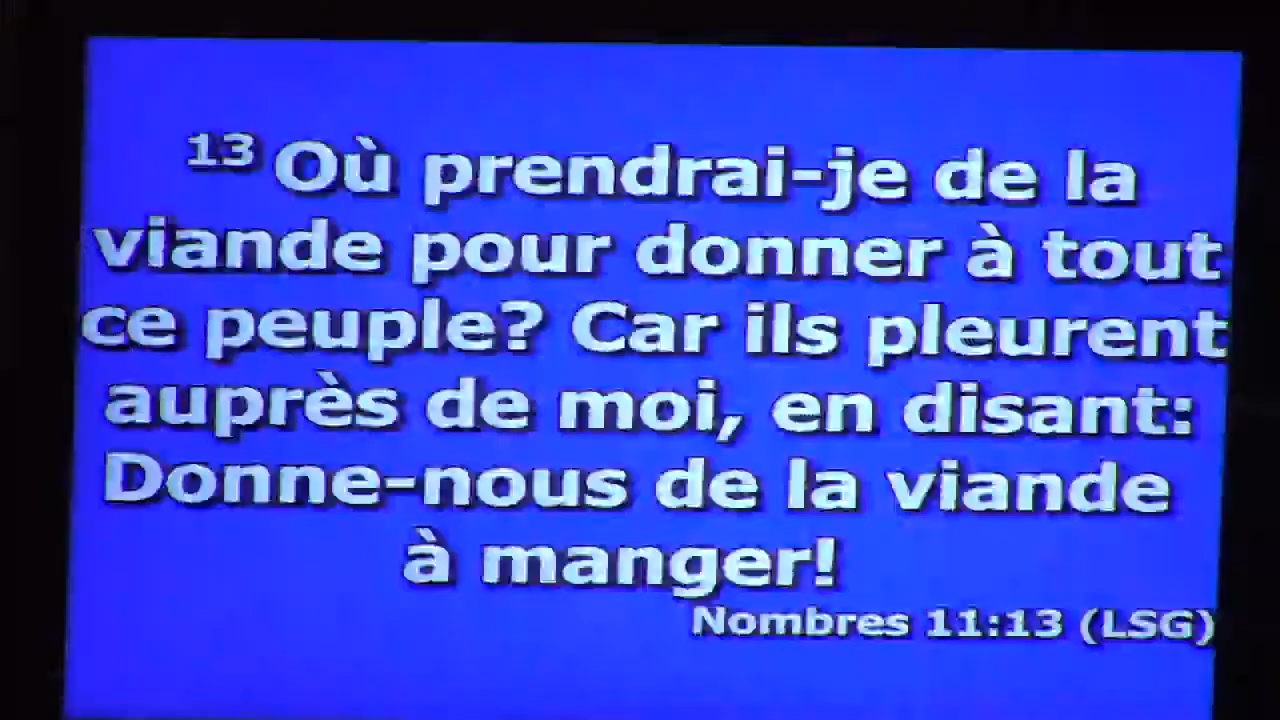 13 Où prendrai-je de la
viande pour donner à tout
ce peuple? Car ils pleurent
auprès de moi, en disant:
Donne-nous de la viande
à manger!
Nombres 11:13 (LSG)